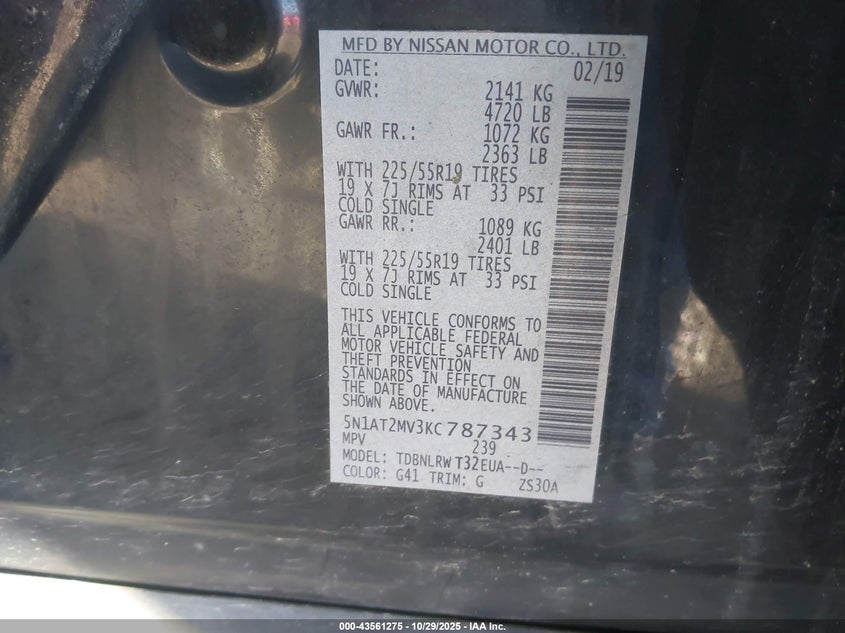 MFD BY NISSAN MOTOR CO., LTD.
DATE: 02/19
GVWR: 2141 KG
4720 LB
GAWR FR.: 1072 KG
2363 LB
WITH 225/55R19 TIRES
19 X 7J RIMS AT 33 PSI
COLD SINGLE
GAWR RR.: 1089 KG
2401 LB
WITH 225/55R19 TIRES
19 X 7J RIMS AT 33 PSI
COLD SINGLE
THIS VEHICLE CONFORMS TO
ALL APPLICABLE FEDERAL
MOTOR VEHICLE SAFETY AND
THEFT PREVENTION
STANDARDS IN EFFECT ON
THE DATE OF MANUFACTURE
SHOWN ABOVE.
5N1AT2MV3KC787343
MPV 239
MODEL: TDBNLRWT32EUA--D--
COLOR: G41 TRIM: G ZS30A
000-43561275 - 10/29/2025 - IAA Inc.